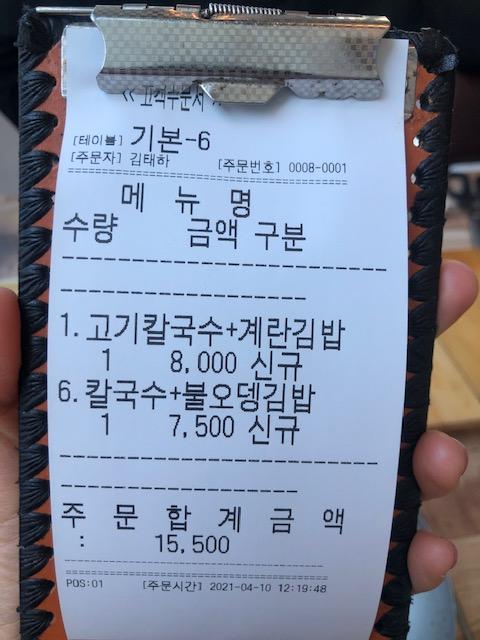 << 고객주문서 >>
[테이블] 기본-6
[주문자] 김태하 [주문번호] 0008-0001
================================
메 뉴 명
수량 금액 구분
--------------------
---------------
1.고기칼국수+계란김밥
1 8,000 신규
6.칼국수+불오뎅김밥
1 7,500 신규
--------------------
---------------
주 문 합 계 금 액
: 15,500
================================
POS:01 [주문시간] 2021-04-10 12:19:48